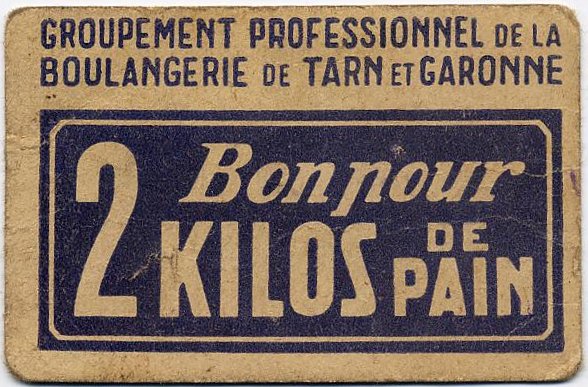 GROUPEMENT PROFESSIONNEL DE LA
BOULANGERIE DE TARN ET GARONNE
Bon pour
2 KILOS DE PAIN